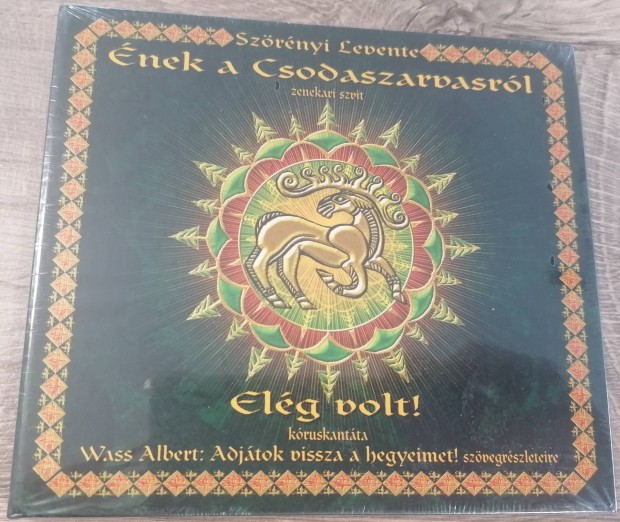 Szörényi Levente
Ének a Csodaszarvasról
zenekari szvit
Elég volt!
kóruskantáta
Wass Albert: Adjátok vissza a hegyeimet! szövegrészleteire